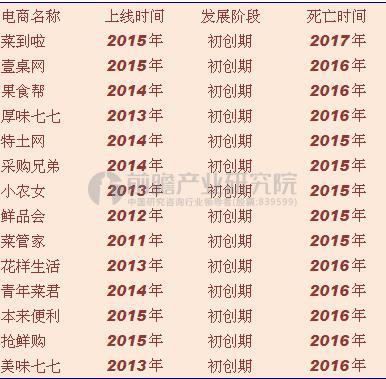 电商名称 上线时间 发展阶段 死亡时间
菜到啦 2015年 初创期 2017年
壹桌网 2015年 初创期 2016年
果食帮 2014年 初创期 2016年
厚味七七 2013年 初创期 2016年
特土网 2014年 初创期 2015年
采购兄弟 2014年 初创期 2015年
前瞻产业研究院
小农女 2013年 初创期 2015年
中国研究咨询行业领导者(股票:839599)
鲜品会 2012年 初创期 2015年
菜管家 2011年 初创期 2015年
花样生活 2013年 初创期 2016年
青年菜君 2014年 初创期 2016年
本来便利 2015年 初创期 2016年
抢鲜购 2015年 初创期 2016年
美味七七 2013年 初创期 2016年